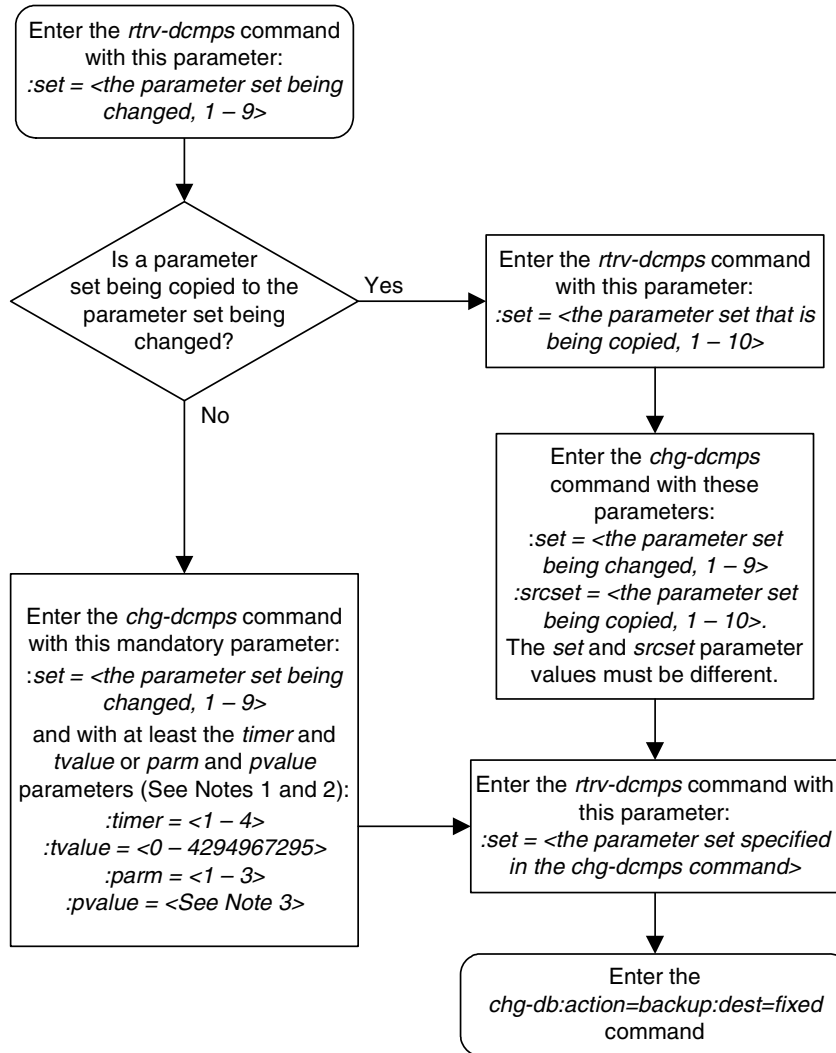 Enter the rtrv-dcmps command
with this parameter:
:set = <the parameter set being
changed, 1 – 9>
Is a parameter
set being copied to the
parameter set being
changed?
Yes
Enter the rtrv-dcmps command
with this parameter:
:set = <the parameter set that is
being copied, 1 – 10>
No
Enter the chg-dcmps
command with these
parameters:
:set = <the parameter set
being changed, 1 – 9>
:srcset = <the parameter set
being copied, 1 – 10>.
The set and srcset parameter
values must be different.
Enter the chg-dcmps command
with this mandatory parameter:
:set = <the parameter set being
changed, 1 – 9>
and with at least the timer and
tvalue or parm and pvalue
parameters (See Notes 1 and 2):
:timer = <1 – 4>
:tvalue = <0 – 4294967295>
:parm = <1 – 3>
:pvalue = <See Note 3>
Enter the rtrv-dcmps command with
this parameter:
:set = <the parameter set specified
in the chg-dcmps command>
Enter the
chg-db:action=backup:dest=fixed
command